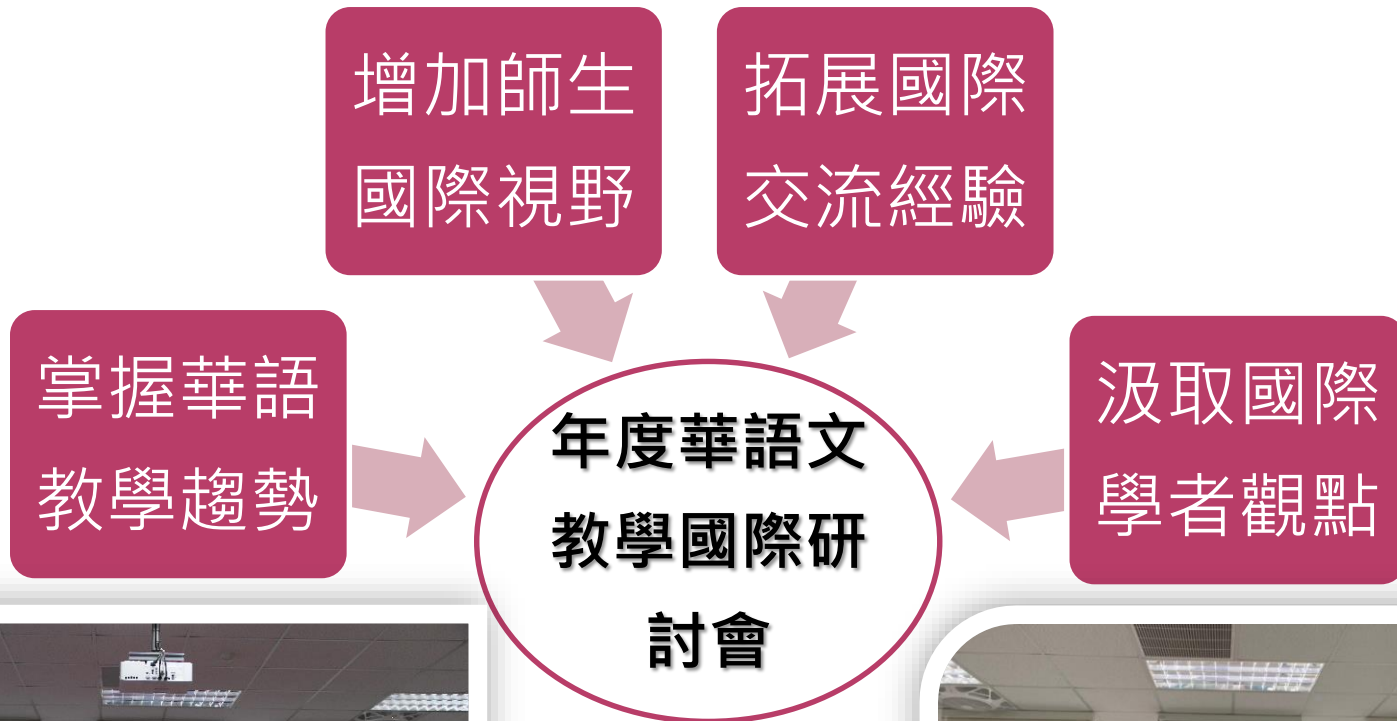 增加師生
國際視野
拓展國際
交流經驗
掌握華語
教學趨勢
汲取國際
學者觀點
年度華語文
教學國際研
討會